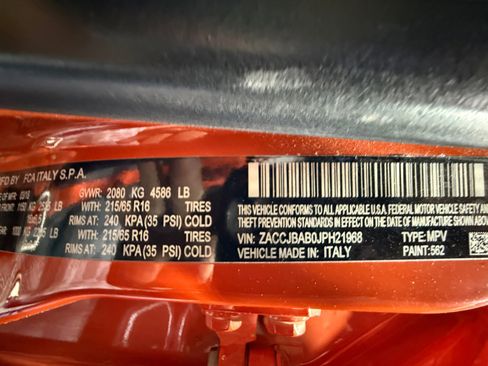 MFD BY FCA ITALY S.P.A.
GVWR: 2080 KG 4586 LB
WITH: 215/65 R16 TIRES
RIMS AT: 240 KPA (35 PSI) COLD
WITH: 215/65 R16 TIRES
RIMS AT: 240 KPA (35 PSI) COLD
THIS VEHICLE CONFORMS TO ALL APPLICABLE FEDERAL MOTOR VEHICLE SAFETY AND
THEFT PREVENTION STANDARDS IN EFFECT ON THE DATE OF MANUFACTURE SHOWN
VIN: ZACCJBAB0JPH21968 TYPE: MPV
VEHICLE MADE IN: ITALY PAINT: 562